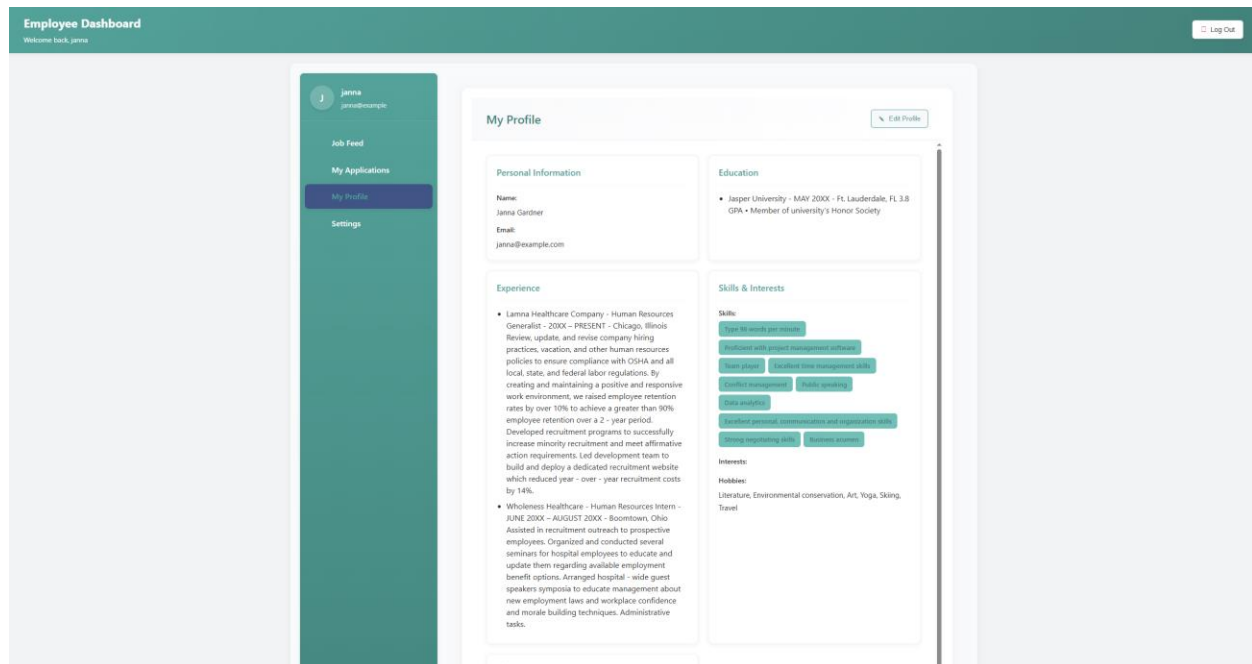 Employee Dashboard
Welcome back, janna
Log Out
J
janna
janna@example
Job Feed
My Applications
My Profile
Settings
My Profile
Edit Profile
Personal Information
Name:
Janna Gardner
Email:
janna@example.com
Education
• Jasper University - MAY 20XX - Ft. Lauderdale, FL 3.8
GPA • Member of university's Honor Society
Experience
• Lamna Healthcare Company - Human Resources
Generalist - 20XX – PRESENT - Chicago, Illinois
Review, update, and revise company hiring
practices, vacation, and other human resources
policies to ensure compliance with OSHA and all
local, state, and federal labor regulations. By
creating and maintaining a positive and responsive
work environment, we raised employee retention
rates by over 10% to achieve a greater than 90%
employee retention over a 2 - year period.
Developed recruitment programs to successfully
increase minority recruitment and meet affirmative
action requirements. Led development team to
build and deploy a dedicated recruitment website
which reduced year - over - year recruitment costs
by 14%.
• Wholeness Healthcare - Human Resources Intern -
JUNE 20XX – AUGUST 20XX - Boomtown, Ohio
Assisted in recruitment outreach to prospective
employees. Organized and conducted several
seminars for hospital employees to educate and
update them regarding available employment
benefit options. Arranged hospital - wide guest
speakers symposia to educate management about
new employment laws and workplace confidence
and morale building techniques. Administrative
tasks.
Skills & Interests
Skills:
Type 98 words per minute
Proficient with project management software
Team player
Excellent time management skills
Conflict management
Public speaking
Data analytics
Excellent personal, communication and organization skills
Strong negotiating skills
Business acumen
Interests:
Hobbies:
Literature, Environmental conservation, Art, Yoga, Skiing,
Travel